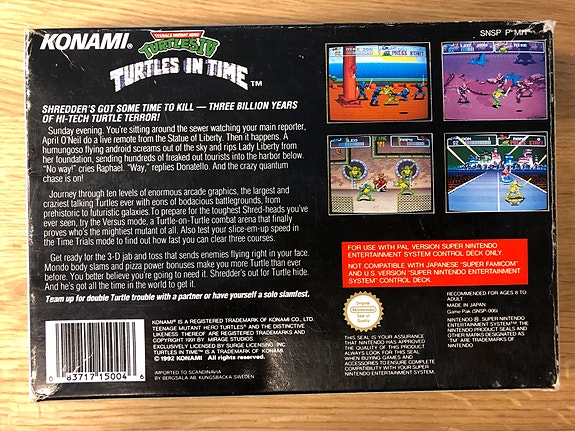 KONAMI®
SNSP P MH
TEENAGE MUTANT HERO
TURTLES IV
TURTLES IN TIME™
SHREDDER'S GOT SOME TIME TO KILL — THREE BILLION YEARS
OF HI-TECH TURTLE TERROR!
Sunday evening. You're sitting around the sewer watching your main reporter,
April O'Neil do a live remote from the Statue of Liberty. Then it happens. A
humungoso flying android screams out of the sky and rips Lady Liberty from
her foundation, sending hundreds of freaked out tourists into the harbor below.
"No way!" cries Raphael. "Way," replies Donatello. And the crazy quantum
chase is on!
Journey through ten levels of enormous arcade graphics, the largest and
craziest talking Turtles ever with eons of bodacious battlegrounds, from
prehistoric to futuristic galaxies. To prepare for the toughest Shred-heads you've
ever seen, try the Versus mode, a Turtle-on-Turtle combat arena that finally
proves who's the mightiest mutant of all. Also test your slice-em-up speed in
the Time Trials mode to find out how fast you can clear three courses.
Get ready for the 3-D jab and toss that sends enemies flying right in your face.
Mondo body slams and pizza power bonuses make you more Turtle than ever
before. You better believe you're going to need it. Shredder's out for Turtle hide.
And he's got all the time in the world to get it.
Team up for double Turtle trouble with a partner or have yourself a solo slamfest.
FOR USE WITH PAL VERSION SUPER NINTENDO
ENTERTAINMENT SYSTEM CONTROL DECK ONLY.
NOT COMPATIBLE WITH JAPANESE "SUPER FAMICOM"
AND U.S. VERSION "SUPER NINTENDO ENTERTAINMENT
SYSTEM" CONTROL DECK.
KONAMI® IS A REGISTERED TRADEMARK OF KONAMI CO., LTD.
TEENAGE MUTANT HERO TURTLES® AND THE DISTINCTIVE
LIKENESS THEREOF ARE REGISTERED TRADEMARKS AND
COPYRIGHT 1991 BY MIRAGE STUDIOS
EXCLUSIVELY LICENSED BY SURGE LICENSING, INC.
TURTLES IN TIME™ IS A TRADEMARK OF KONAMI.
© 1992 KONAMI All rights reserved.
IMPORTED TO SCANDINAVIA
BY BERGSALA AB, KUNGSBACKA SWEDEN
0 83717 15004 6
Original
Nintendo
Seal of Quality
THIS SEAL IS YOUR ASSURANCE
THAT NINTENDO HAS APPROVED
THE QUALITY OF THIS PRODUCT.
ALWAYS LOOK FOR THIS SEAL
WHEN BUYING GAMES AND
ACCESSORIES TO ENSURE COMPLETE
COMPATIBILITY WITH YOUR SUPER
NINTENDO ENTERTAINMENT SYSTEM.
RECOMMENDED FOR AGES 8 TO
ADULT
MADE IN JAPAN
Game Pak (SNSP-006)
NINTENDO®, SUPER NINTENDO
ENTERTAINMENT SYSTEM™, THE
NINTENDO PRODUCT SEALS AND
OTHER MARKS DESIGNATED AS
"TM" ARE TRADEMARKS OF
NINTENDO